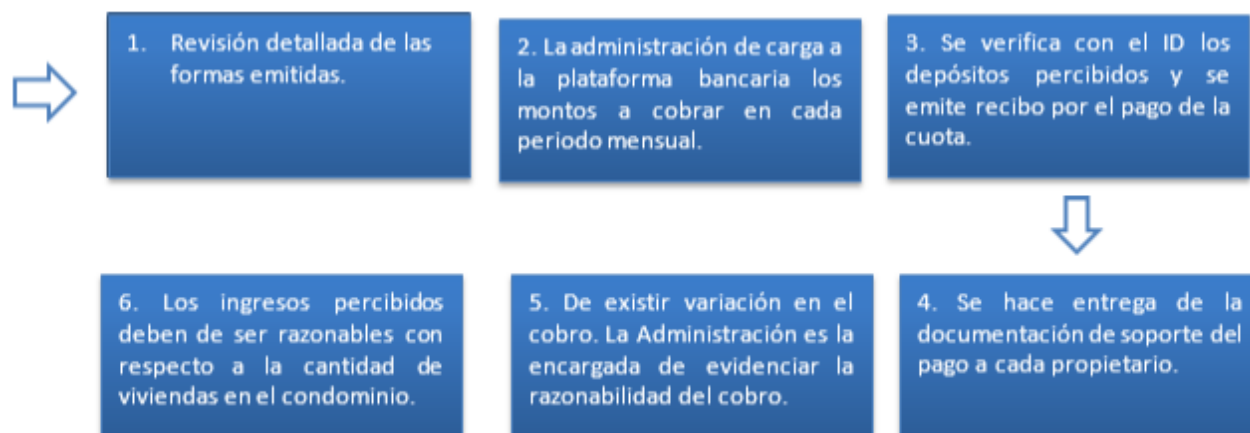 1. Revisión detallada de las
formas emitidas.
2. La administración de carga a
la plataforma bancaria los
montos a cobrar en cada
periodo mensual.
3. Se verifica con el ID los
depósitos percibidos y se
emite recibo por el pago de la
cuota.
4. Se hace entrega de la
documentación de soporte del
pago a cada propietario.
5. De existir variación en el
cobro. La Administración es la
encargada de evidenciar la
razonabilidad del cobro.
6. Los ingresos percibidos
deben de ser razonables con
respecto a la cantidad de
viviendas en el condominio.